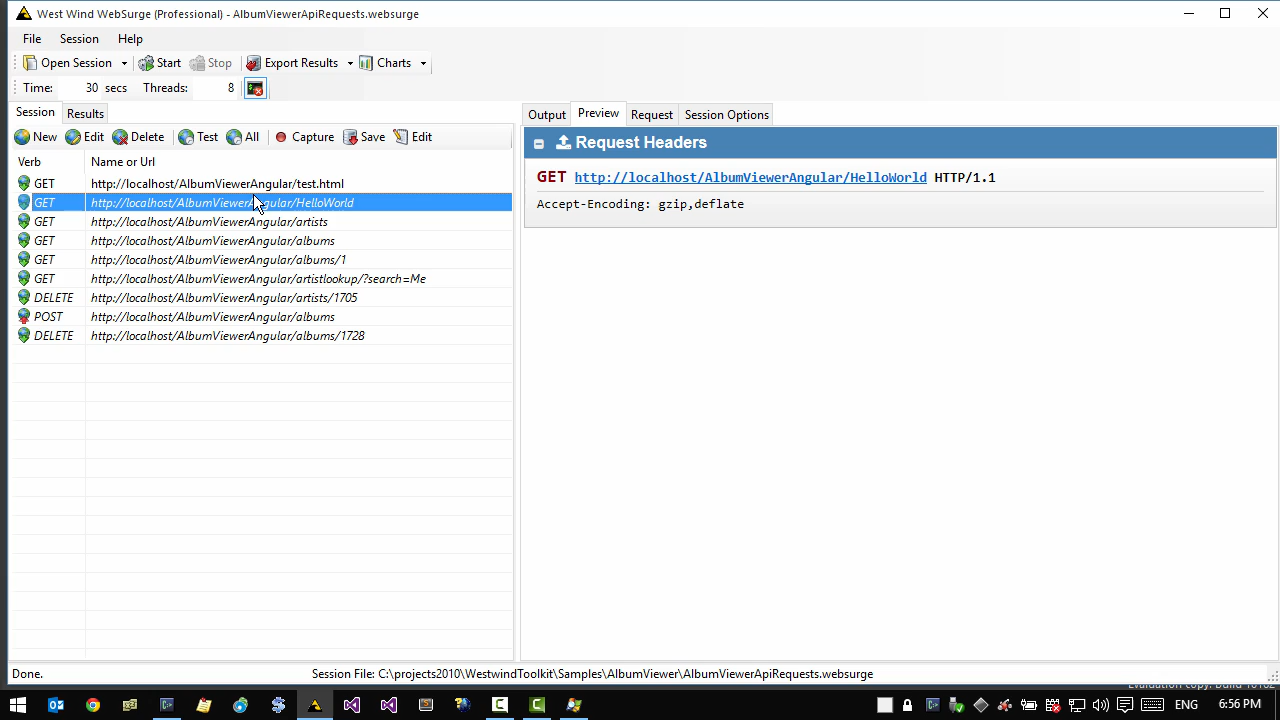 West Wind WebSurge (Professional) - AlbumViewerApiRequests.websurge
File Session Help
Open Session Start Stop Export Results Charts
Time: 30 secs Threads: 8
Session Results
New Edit Delete Test All Capture Save Edit
Verb Name or Url
GET http://localhost/AlbumViewerAngular/test.html
GET http://localhost/AlbumViewerAngular/HelloWorld
GET http://localhost/AlbumViewerAngular/artists
GET http://localhost/AlbumViewerAngular/albums
GET http://localhost/AlbumViewerAngular/albums/1
GET http://localhost/AlbumViewerAngular/artistlookup/?search=Me
DELETE http://localhost/AlbumViewerAngular/artists/1705
POST http://localhost/AlbumViewerAngular/albums
DELETE http://localhost/AlbumViewerAngular/albums/1728
Output Preview Request Session Options
Request Headers
GET http://localhost/AlbumViewerAngular/HelloWorld HTTP/1.1
Accept-Encoding: gzip,deflate
Done. Session File: C:\projects2010\WestwindToolkit\Samples\AlbumViewer\AlbumViewerApiRequests.websurge
Evaluation copy. Build
ENG 6:56 PM